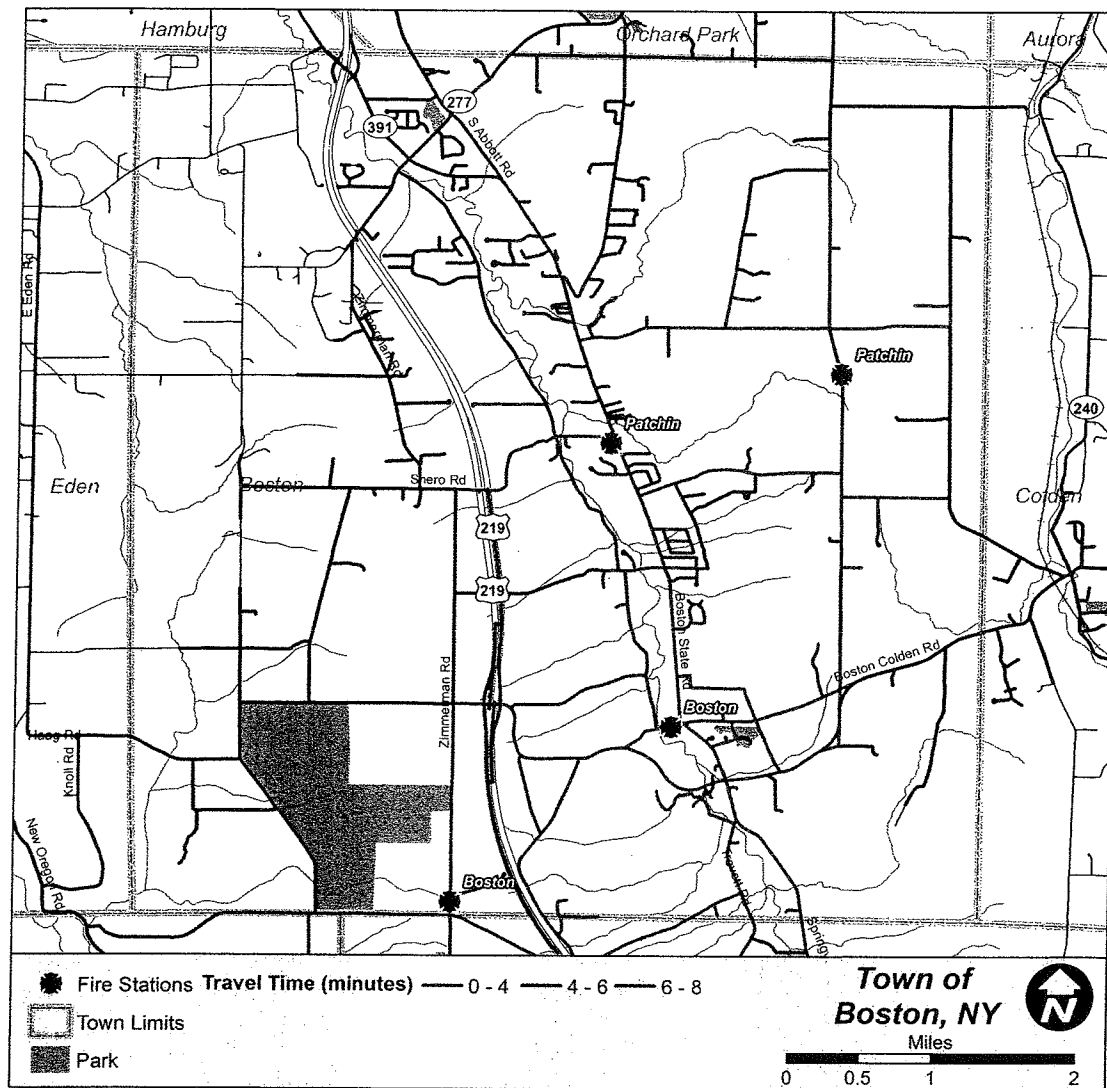 Hamburg
Orchard Park
Aurora
277
391
S Abbott Rd
E Eden Rd
Zimmerman Rd
Patchin
240
Patchin
Eden
Boston
Shero Rd
Colden
219
219
Boston State Rd
Boston Colden Rd
Zimmerman Rd
Boston
Haag Rd
Knoll Rd
New Oregon Rd
Boston
Fire Stations Travel Time (minutes) 0 - 4 4 - 6 6 - 8
Town Limits
Park
Town of
Boston, NY
N
Miles
0 0.5 1 2